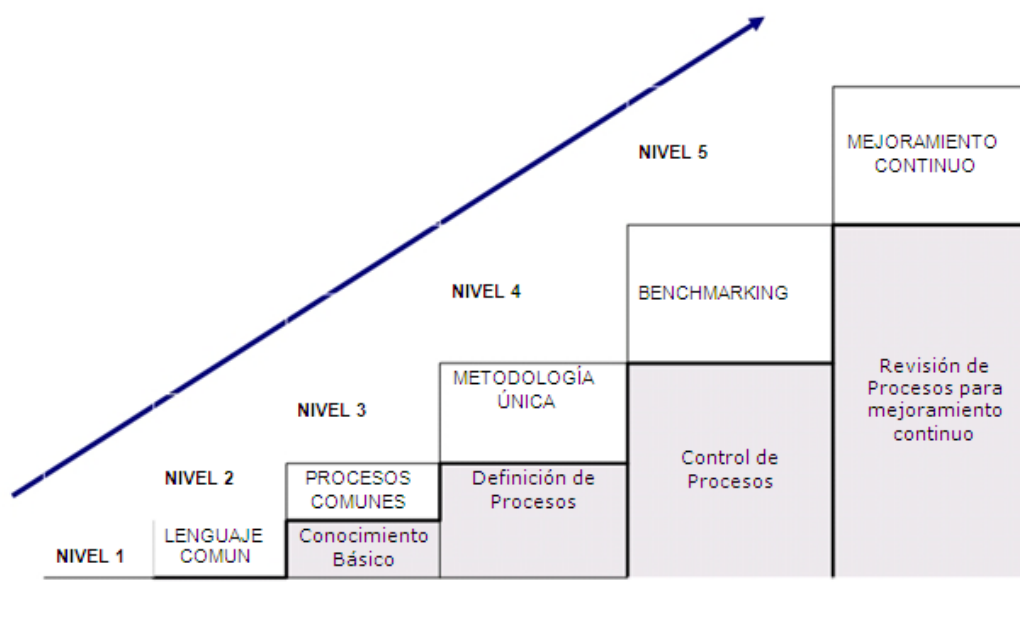 NIVEL 5
MEJORAMIENTO
CONTINUO
NIVEL 4
BENCHMARKING
NIVEL 3
METODOLOGÍA
ÚNICA
Revisión de
Procesos para
mejoramiento
continuo
NIVEL 2
PROCESOS
COMUNES
Definición de
Procesos
Control de
Procesos
NIVEL 1
LENGUAJE
COMUN
Conocimiento
Básico